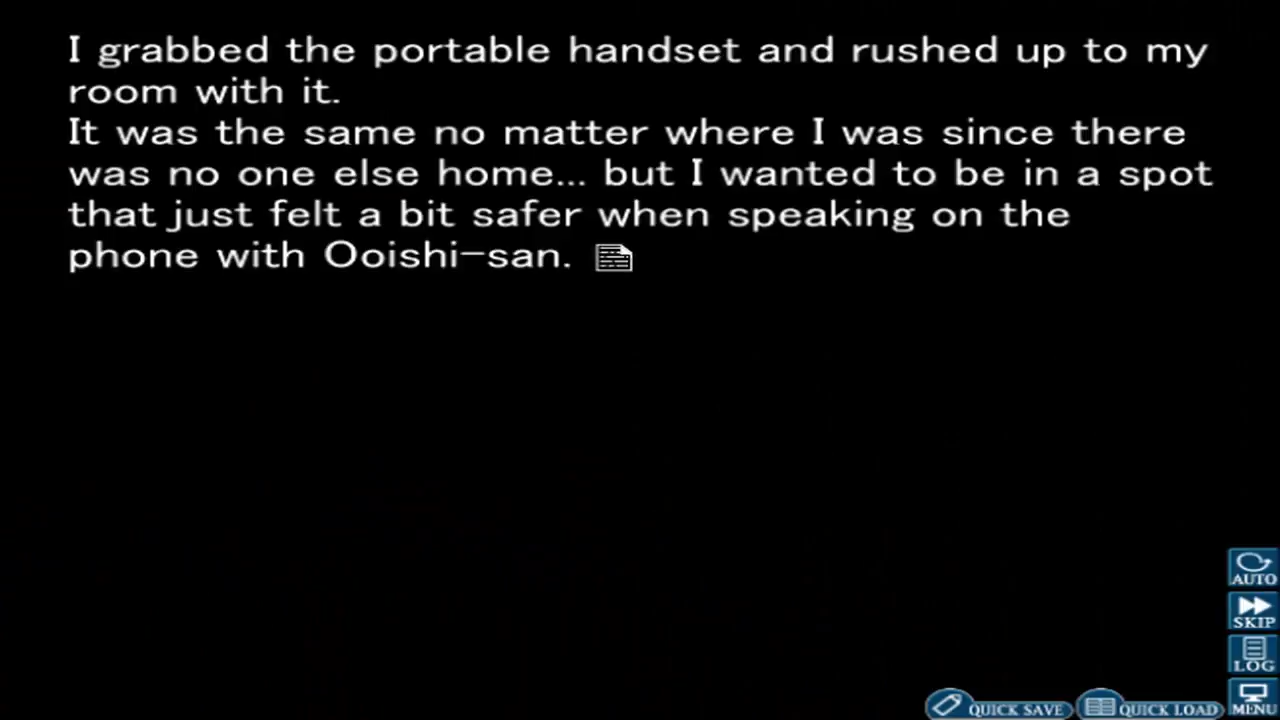 I grabbed the portable handset and rushed up to my
room with it.
It was the same no matter where I was since there
was no one else home... but I wanted to be in a spot
that just felt a bit safer when speaking on the
phone with Ooishi-san.
AUTO
SKIP
LOG
QUICK SAVE
QUICK LOAD
MENU